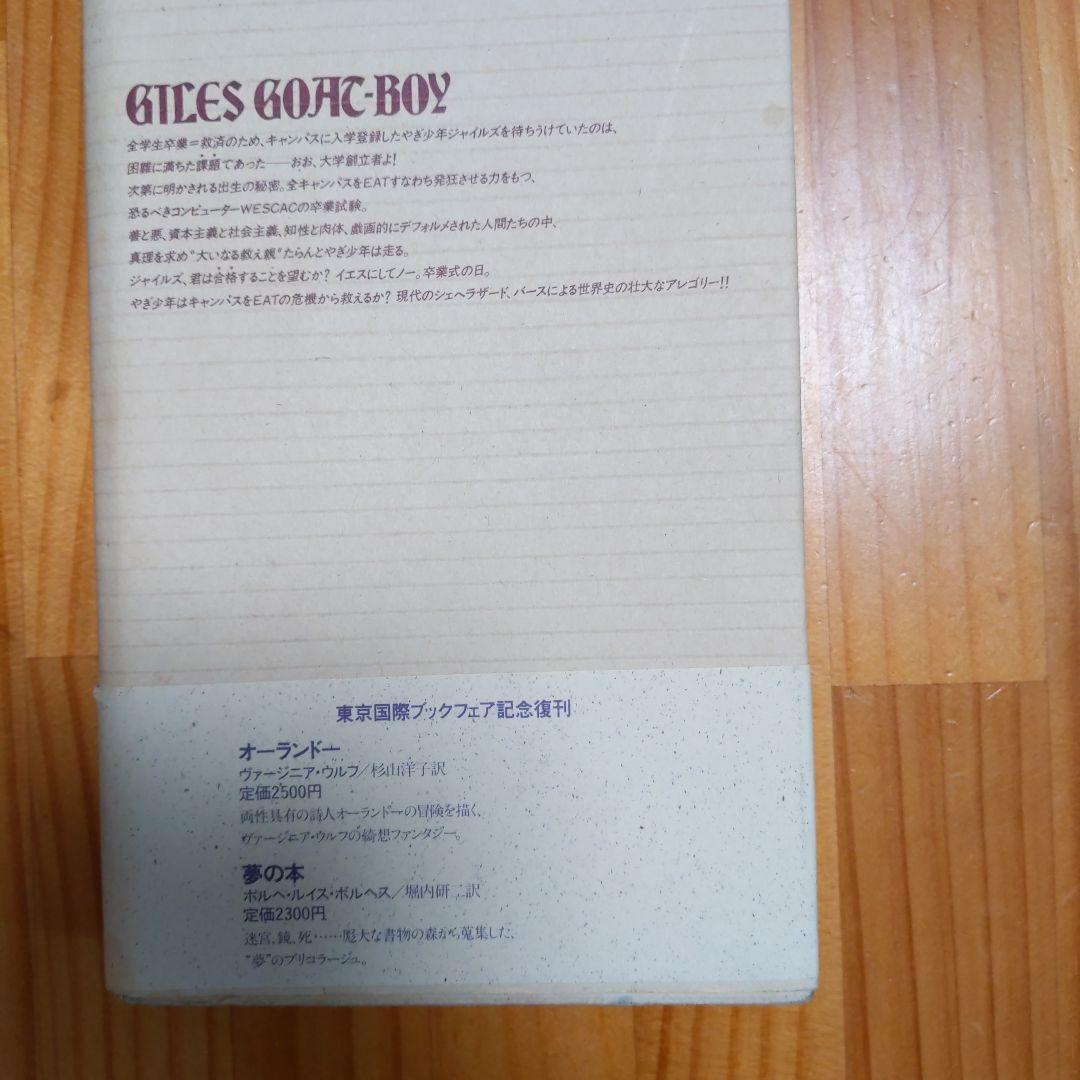 GILES GOAT-BOY
全学生卒業＝救済のため、キャンパスに入学登録したやぎ少年ジャイルズを待ちうけていたのは、
困難に満ちた課題であった――おお、大学創立者よ！
次第に明かされる出生の秘密。全キャンパスをEATすなわち発狂させる力をもつ、
恐るべきコンピューターWESCACの卒業試験。
善と悪、資本主義と社会主義、知性と肉体、戯画的にデフォルメされた人間たちの中、
真理を求め“大いなる教え親”たらんとやぎ少年は走る。
ジャイルズ、君は合格することを望むか？ イエスにしてノー。卒業式の日。
やぎ少年はキャンパスをEATの危機から救えるか？ 現代のシェヘラザード、バースによる世界史の壮大なアレゴリー!!
東京国際ブックフェア記念復刊
オーランドー
ヴァージニア・ウルフ／杉山洋子訳
定価2500円
両性具有の詩人オーランドーの冒険を描く、
ヴァージニア・ウルフの綺想ファンタジー。
夢の本
ホルヘ・ルイス・ボルヘス／堀内研二訳
定価2300円
迷宮、鏡、死……厖大な書物の森から蒐集した、
“夢”のブリコラージュ。